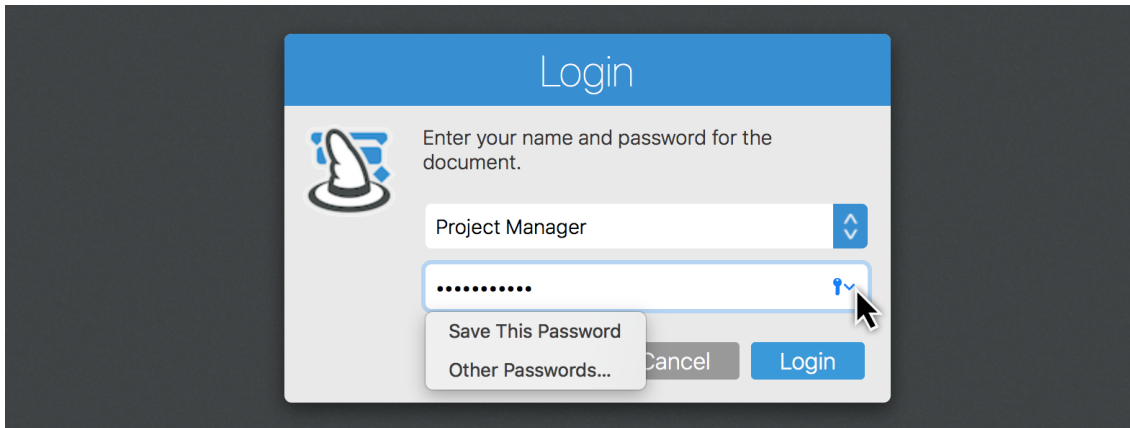 Login
Enter your name and password for the
document.
Project Manager
•••••••••••
Save This Password
Other Passwords...
Cancel
Login